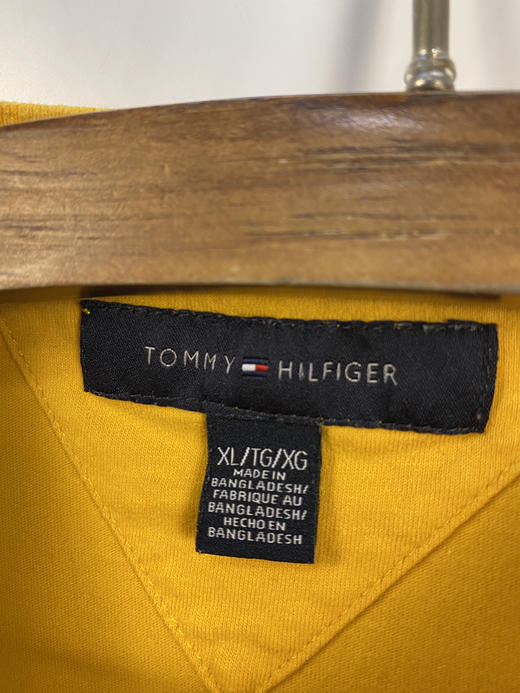 TOMMY HILFIGER
XL/TG/XG
MADE IN
BANGLADESH/
FABRIQUE AU
BANGLADESH/
HECHO EN
BANGLADESH